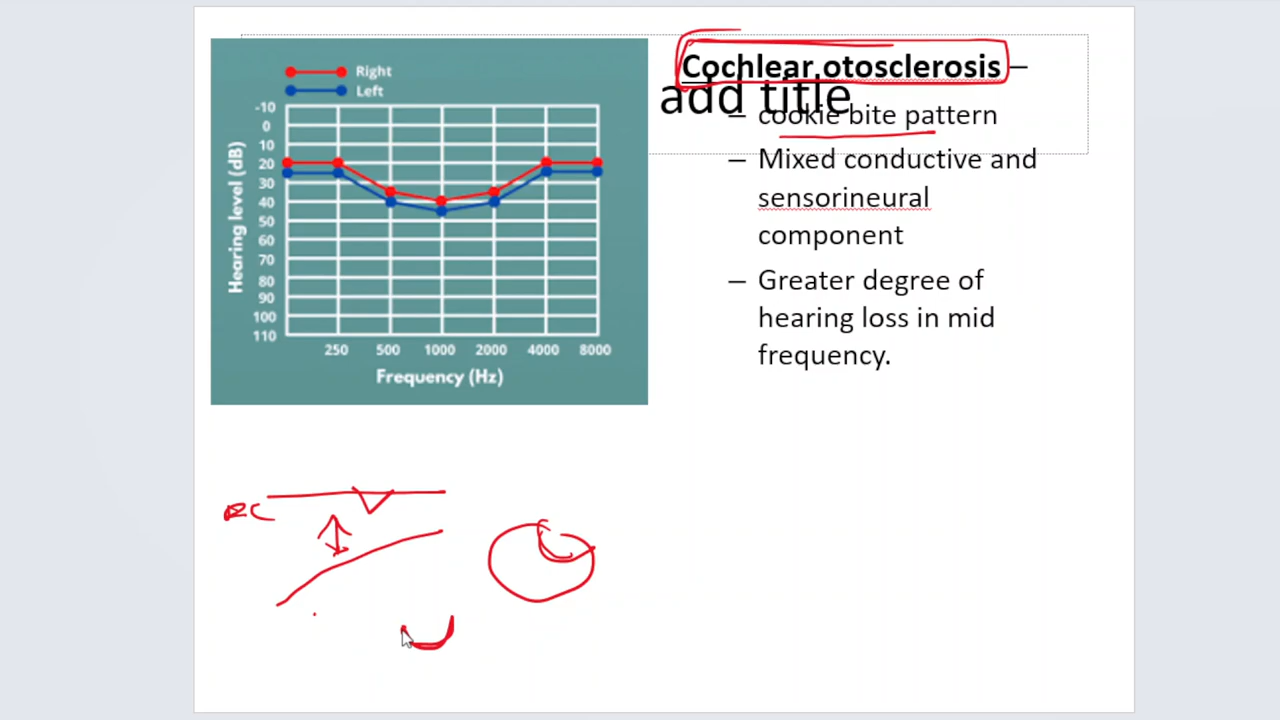 Right
Left
-10
0
10
20
30
40
50
60
70
80
90
100
110
Hearing level (dB)
250 500 1000 2000 4000 8000
Frequency (Hz)
Cochlear otosclerosis –
add title
– cookie bite pattern
– Mixed conductive and
sensorineural
component
– Greater degree of
hearing loss in mid
frequency.